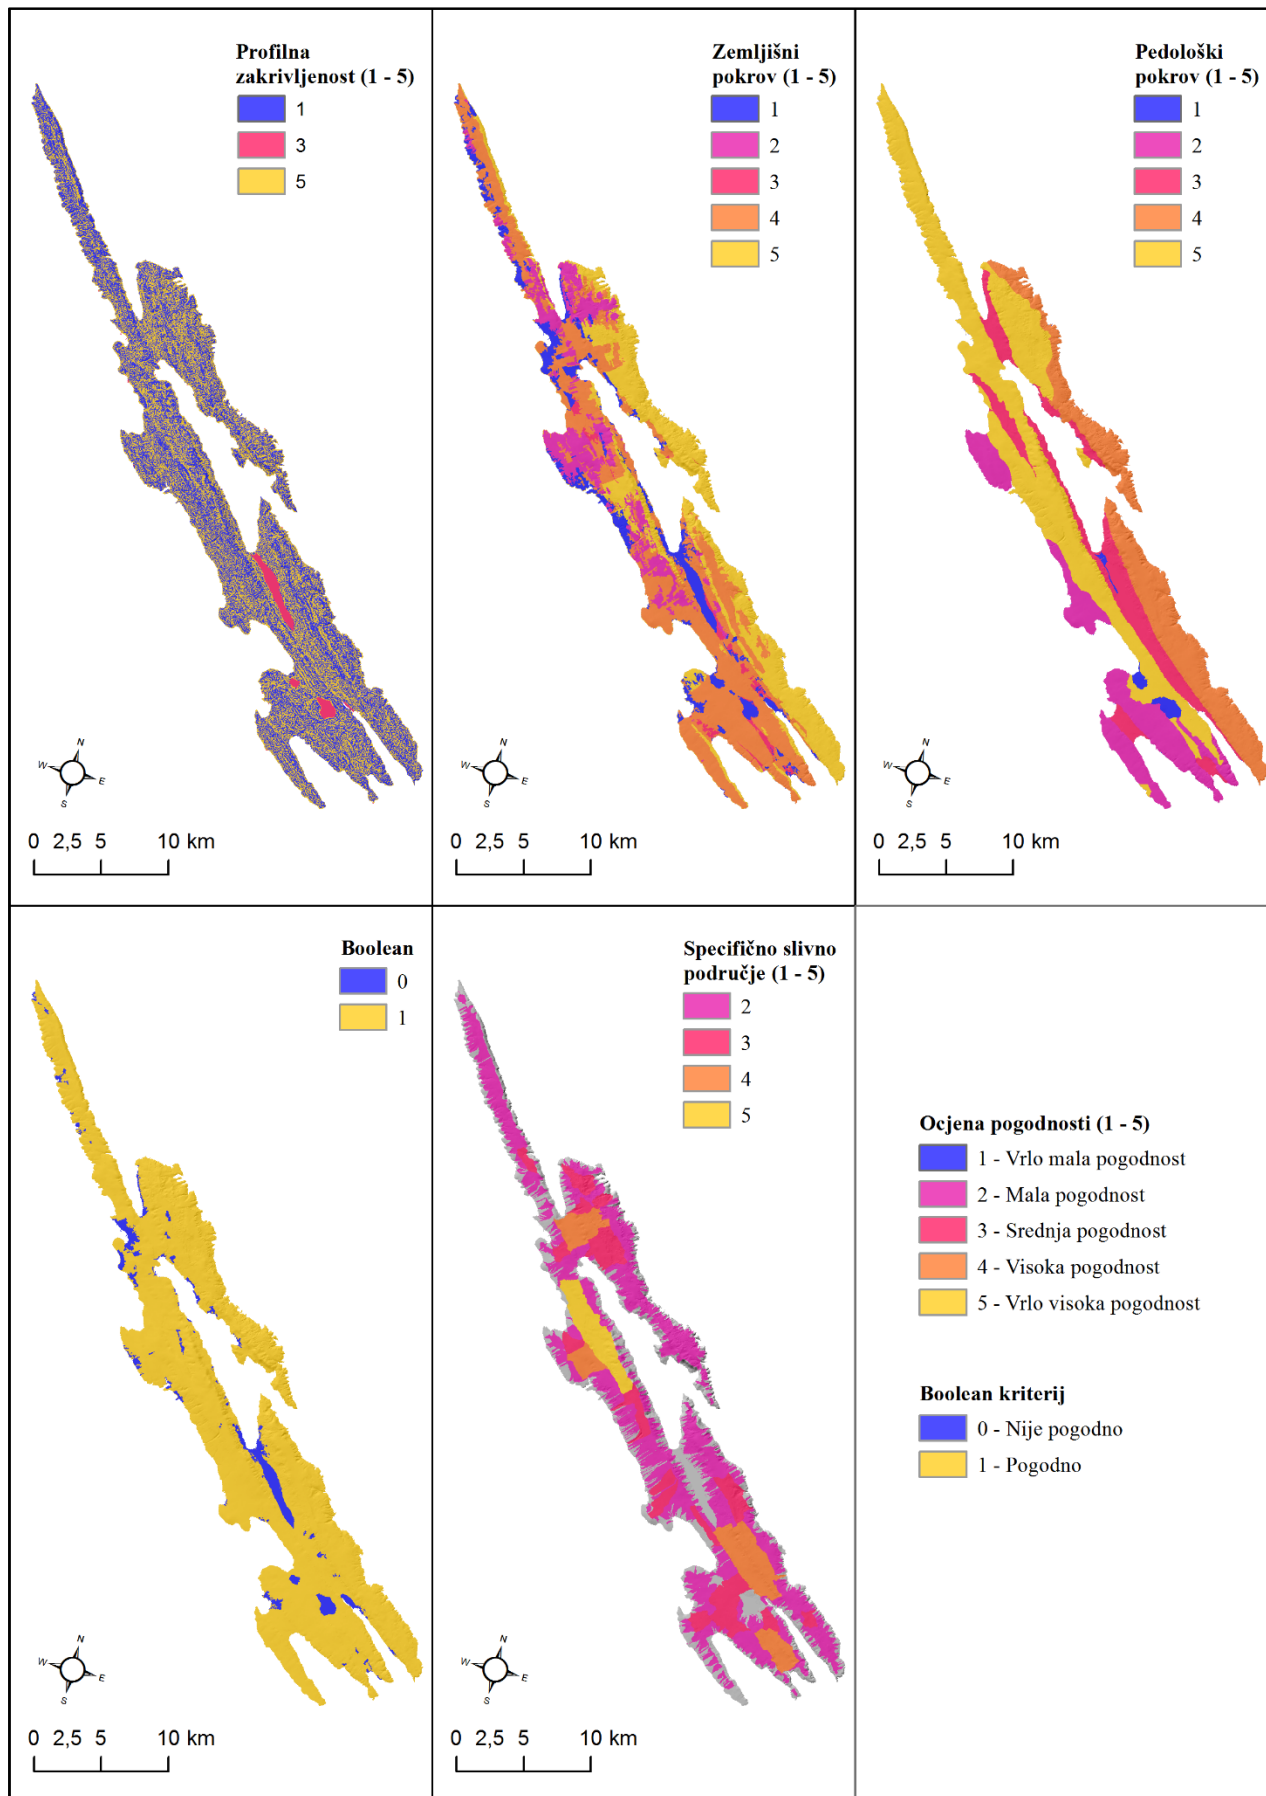 Profilna
zakrivljenost (1 - 5)
1
3
5
N
W
E
S
0 2,5 5 10 km
Zemljišni
pokrov (1 - 5)
1
2
3
4
5
N
W
E
S
0 2,5 5 10 km
Pedološki
pokrov (1 - 5)
1
2
3
4
5
N
W
E
S
0 2,5 5 10 km
Boolean
0
1
N
W
E
S
0 2,5 5 10 km
Specifično slivno
područje (1 - 5)
2
3
4
5
N
W
E
S
0 2,5 5 10 km
Ocjena pogodnosti (1 - 5)
1 - Vrlo mala pogodnost
2 - Mala pogodnost
3 - Srednja pogodnost
4 - Visoka pogodnost
5 - Vrlo visoka pogodnost
Boolean kriterij
0 - Nije pogodno
1 - Pogodno